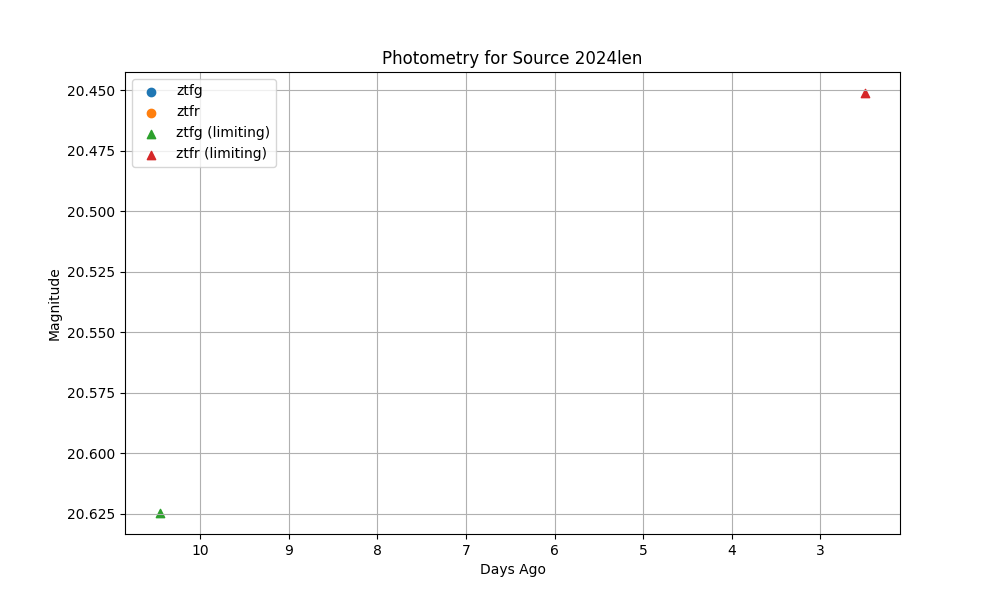 Photometry for Source 2024len
ztfg
ztfr
ztfg (limiting)
ztfr (limiting)
Magnitude
20.450
20.475
20.500
20.525
20.550
20.575
20.600
20.625
10 9 8 7 6 5 4 3
Days Ago